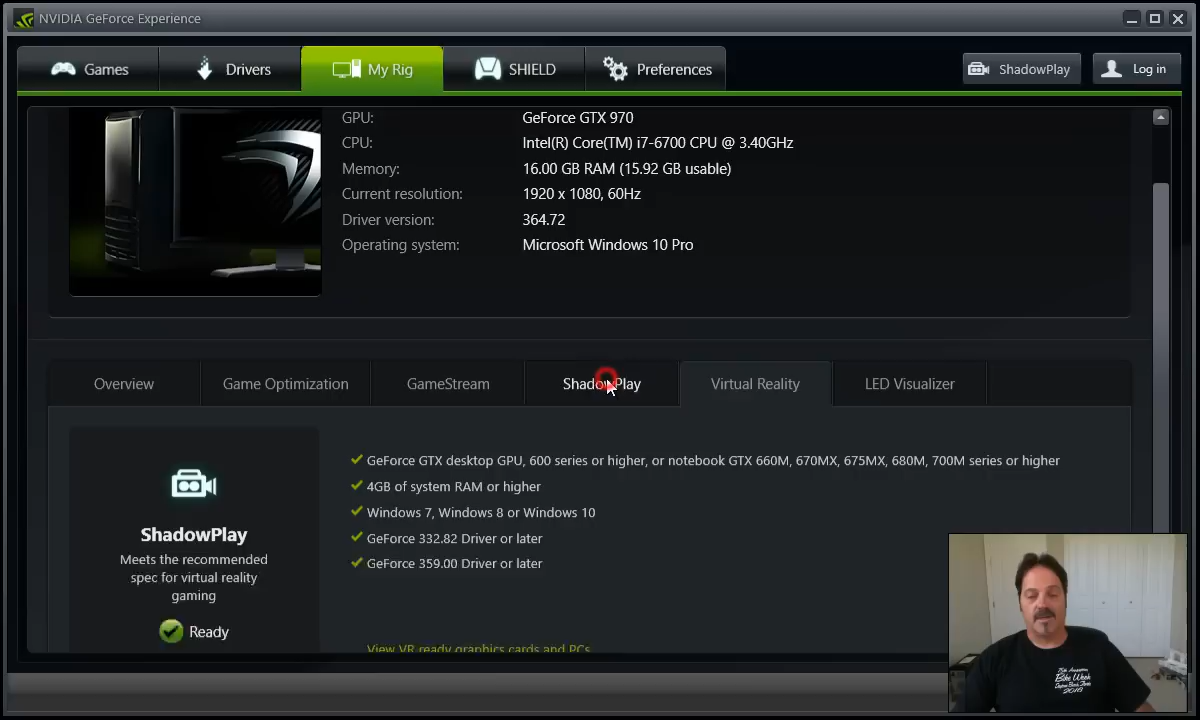 NVIDIA GeForce Experience
Games
Drivers
My Rig
SHIELD
Preferences
ShadowPlay
Log in
GPU: GeForce GTX 970
CPU: Intel(R) Core(TM) i7-6700 CPU @ 3.40GHz
Memory: 16.00 GB RAM (15.92 GB usable)
Current resolution: 1920 x 1080, 60Hz
Driver version: 364.72
Operating system: Microsoft Windows 10 Pro
Overview
Game Optimization
GameStream
ShadowPlay
Virtual Reality
LED Visualizer
ShadowPlay
Meets the recommended
spec for virtual reality
gaming
Ready
GeForce GTX desktop GPU, 600 series or higher, or notebook GTX 660M, 670MX, 675MX, 680M, 700M series or higher
4GB of system RAM or higher
Windows 7, Windows 8 or Windows 10
GeForce 332.82 Driver or later
GeForce 359.00 Driver or later
View VR ready graphics cards and PCs
Bike Week
2016